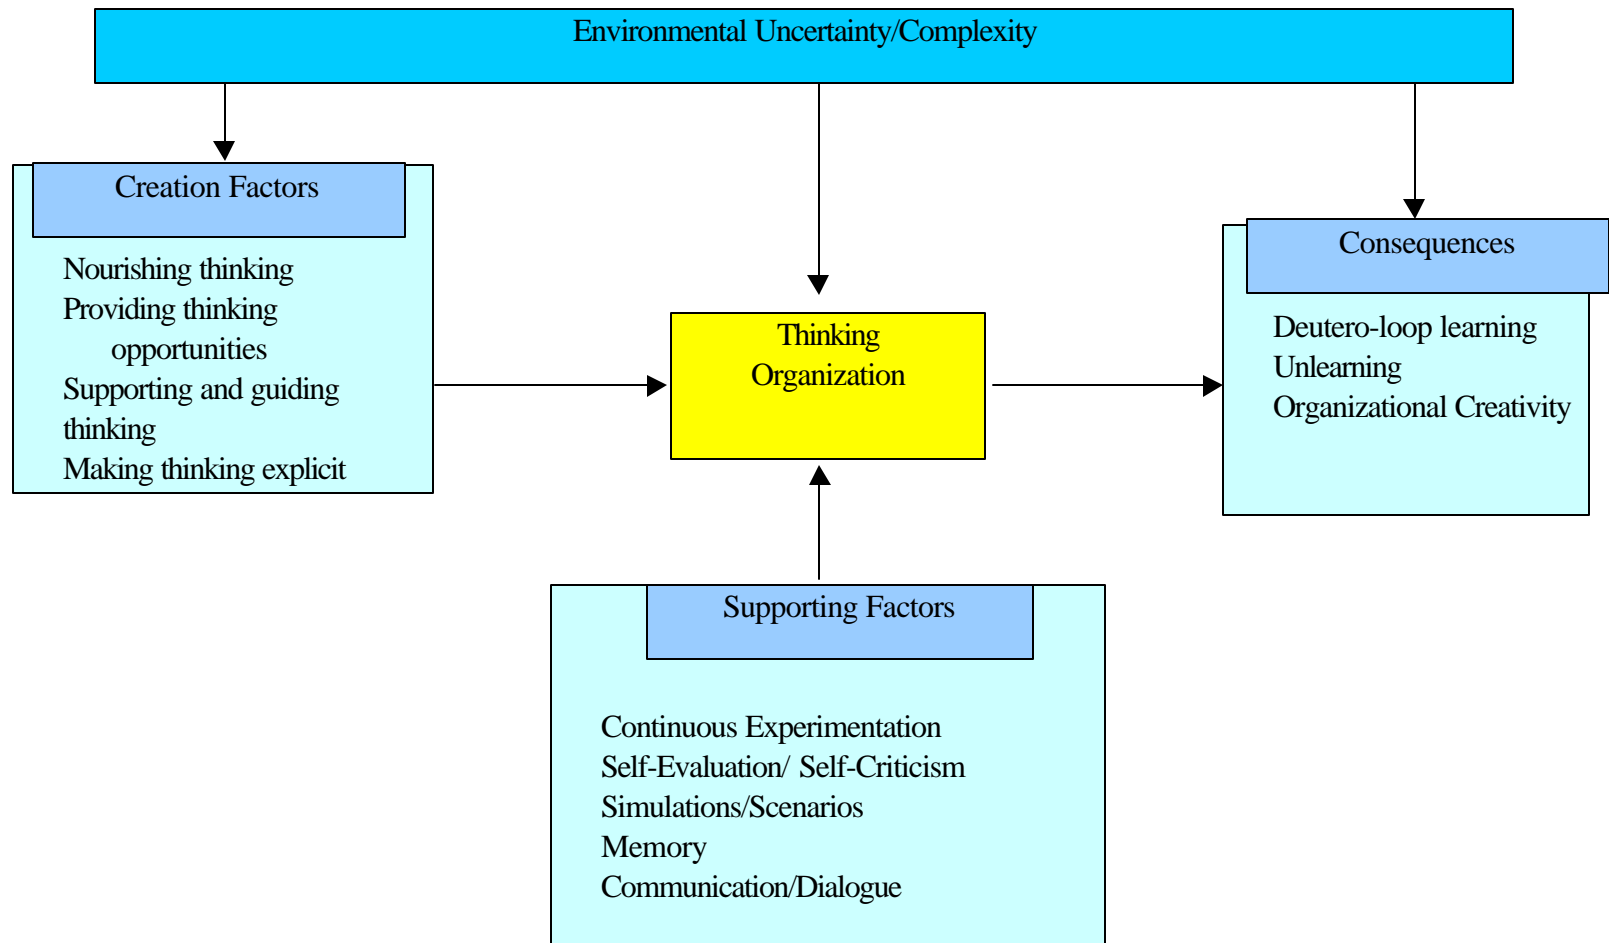 Environmental Uncertainty/Complexity
Creation Factors
Nourishing thinking
Providing thinking
opportunities
Supporting and guiding
thinking
Making thinking explicit
Thinking
Organization
Consequences
Deutero-loop learning
Unlearning
Organizational Creativity
Supporting Factors
Continuous Experimentation
Self-Evaluation/ Self-Criticism
Simulations/Scenarios
Memory
Communication/Dialogue